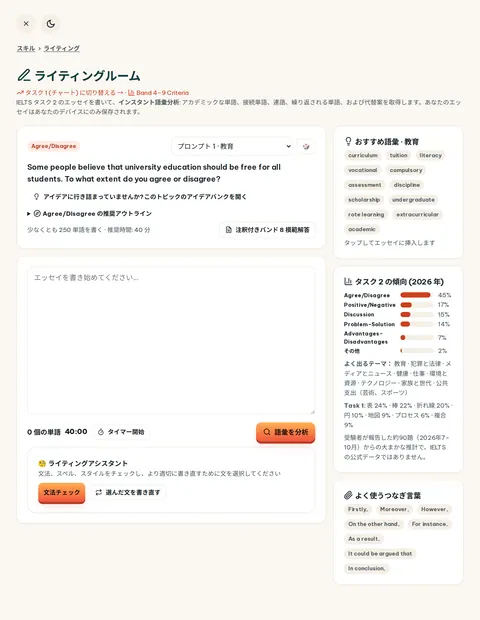 スキル › ライティング
ライティングルーム
タスク 1 (チャート) に切り替える → · Band 4–9 Criteria
IELTS タスク 2 のエッセイを書いて、インスタント語彙分析: アカデミックな単語、接続単語、連語、繰り返される単語、および代替案を取得します。あなたのエッ
セイはあなたのデバイスにのみ保存されます。
Agree/Disagree
プロンプト 1 · 教育
Some people believe that university education should be free for all
students. To what extent do you agree or disagree?
アイデアに行き詰まっていませんか? このトピックのアイデアバンクを開く
Agree/Disagree の推奨アウトライン
少なくとも 250 単語を書く · 推奨時間: 40 分
注釈付きバンド 8 模範解答
エッセイを書き始めてください...
0 個の単語
40:00
タイマー開始
語彙を分析
ライティングアシスタント
文法、スペル、スタイルをチェックし、より適切に書き直すために文を選択してください
文法チェック
選んだ文を書き直す
おすすめ語彙 · 教育
curriculum
tuition
literacy
vocational
compulsory
assessment
discipline
scholarship
undergraduate
rote learning
extracurricular
academic
タップしてエッセイに挿入します
タスク 2 の傾向 (2026 年)
Agree/Disagree 45%
Positive/Negative 17%
Discussion 15%
Problem-Solution 14%
Advantages-
Disadvantages 7%
その他 2%
よく出るテーマ： 教育 · 犯罪と法律 · メ
ディアとニュース · 健康 · 仕事 · 環境と
資源 · テクノロジー · 家族と世代 · 公共
支出（芸術、スポーツ）
Task 1: 表 24% · 棒 22% · 折れ線 20% ·
円 10% · 地図 9% · プロセス 6% · 複合
9%
受験者が報告した約90題（2026年7–
10月）からの大まかな推計で、IELTS
の公式データではありません。
よく使うつなぎ言葉
Firstly,
Moreover,
However,
On the other hand,
For instance,
As a result,
It could be argued that
In conclusion,